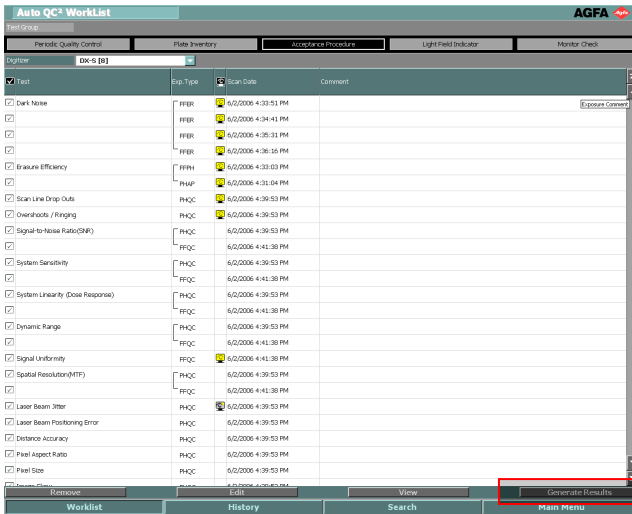 Auto QC² WorkList
AGFA
Test Group
Periodic Quality Control Plate Inventory Acceptance Procedure Light Field Indicator Monitor Check
Digitizer DX-S [8]
Test Exp.Type Scan Date Comment
Dark Noise FFER 6/2/2006 4:33:51 PM
Exposure Comment
FFER 6/2/2006 4:34:41 PM
FFER 6/2/2006 4:35:31 PM
FFER 6/2/2006 4:36:16 PM
Erasure Efficiency FFPH 6/2/2006 4:33:03 PM
PHAP 6/2/2006 4:31:04 PM
Scan Line Drop Outs PHQC 6/2/2006 4:39:53 PM
Overshoots / Ringing PHQC 6/2/2006 4:39:53 PM
Signal-to-Noise Ratio(SNR) PHQC 6/2/2006 4:39:53 PM
FFQC 6/2/2006 4:41:38 PM
System Sensitivity PHQC 6/2/2006 4:39:53 PM
FFQC 6/2/2006 4:41:38 PM
System Linearity (Dose Response) PHQC 6/2/2006 4:39:53 PM
FFQC 6/2/2006 4:41:38 PM
Dynamic Range PHQC 6/2/2006 4:39:53 PM
FFQC 6/2/2006 4:41:38 PM
Signal Uniformity FFQC 6/2/2006 4:41:38 PM
Spatial Resolution(MTF) PHQC 6/2/2006 4:39:53 PM
FFQC 6/2/2006 4:41:38 PM
Laser Beam Jitter PHQC 6/2/2006 4:39:53 PM
Laser Beam Positioning Error PHQC 6/2/2006 4:39:53 PM
Distance Accuracy PHQC 6/2/2006 4:39:53 PM
Pixel Aspect Ratio PHQC 6/2/2006 4:39:53 PM
Pixel Size PHQC 6/2/2006 4:39:53 PM
Remove Edit View Generate Results
Worklist History Search Main Menu